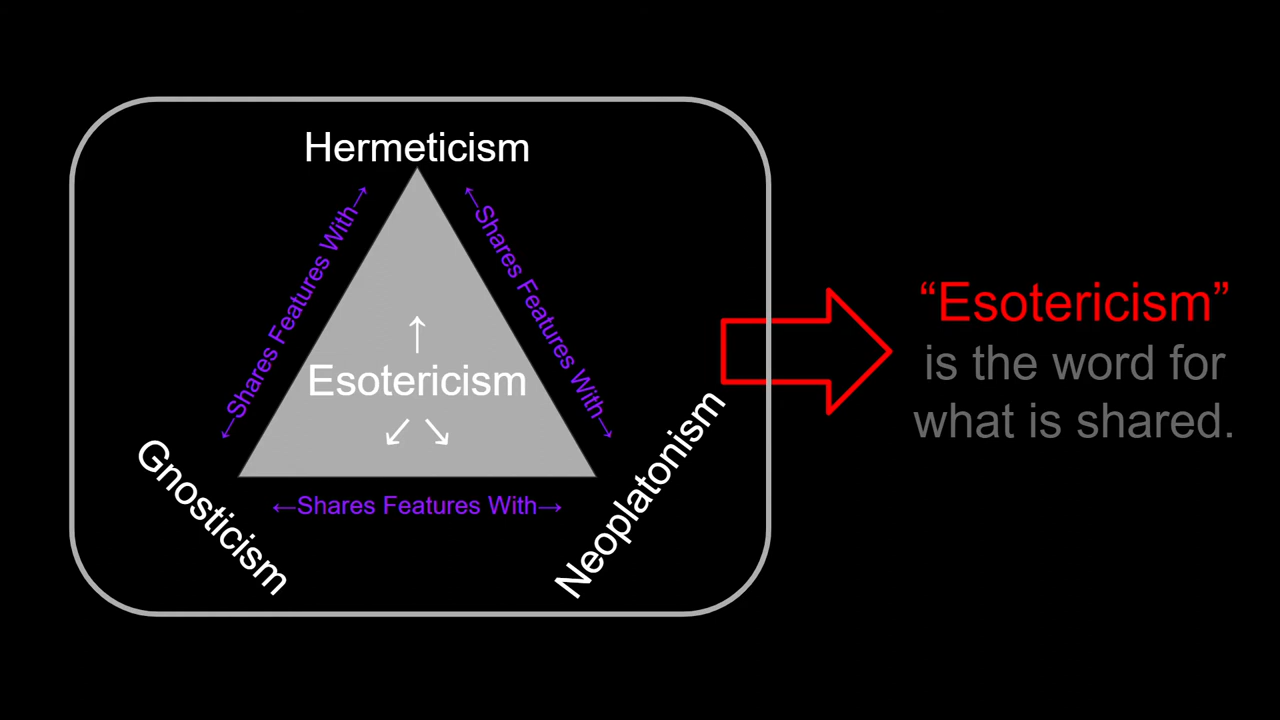 Hermeticism
←Shares Features With→
←Shares Features With→
↑
Esotericism
↙ ↘
Gnosticism
←Shares Features With→
Neoplatonism
“Esotericism”
is the word for
what is shared.